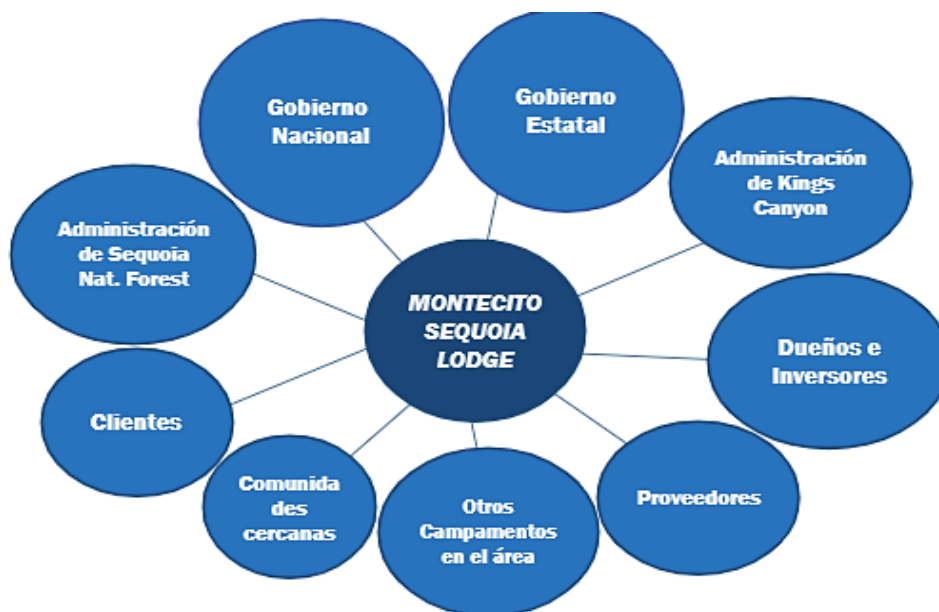 Gobierno
Nacional
Gobierno
Estatal
Administración
de Kings
Canyon
Administración
de Sequoia
Nat. Forest
MONTECITO
SEQUOIA
LODGE
Dueños e
Inversores
Clientes
Comunida
des
cercanas
Otros
Campamentos
en el área
Proveedores